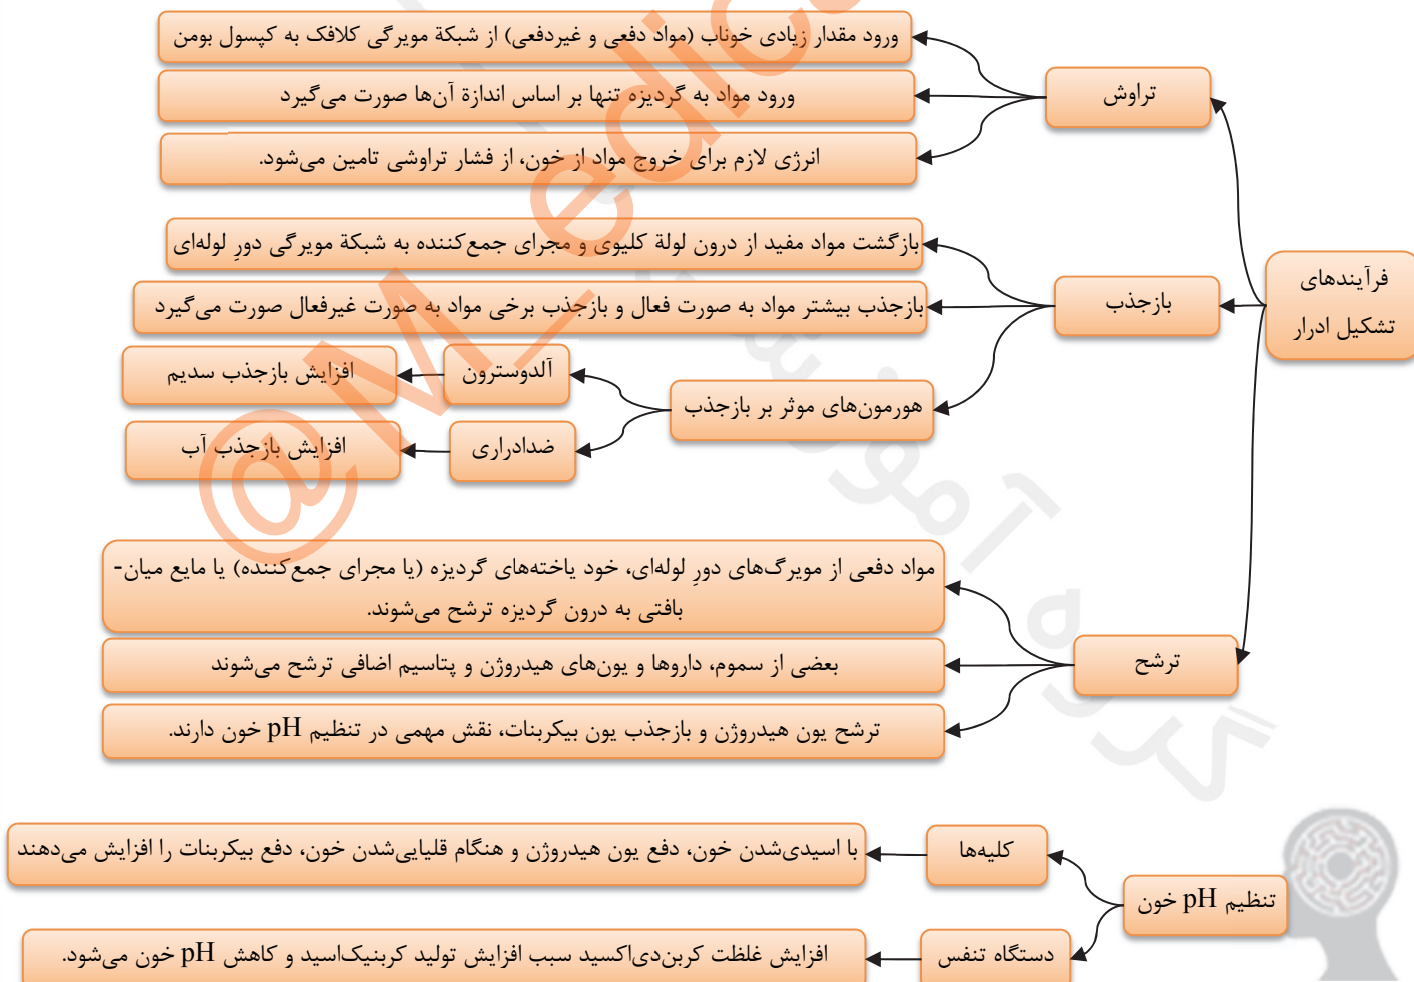 فرآیندهای
تشکیل ادرار
تراوش
ورود مقدار زیادی خوناب (مواد دفعی و غیردفعی) از شبکة مویرگی کلافک به کپسول بومن
ورود مواد به گردیزه تنها بر اساس اندازة آن‌ها صورت می‌گیرد
انرژی لازم برای خروج مواد از خون، از فشار تراوشی تامین می‌شود.
بازجذب
بازگشت مواد مفید از درون لولة کلیوی و مجرای جمع‌کننده به شبکة مویرگی دورِ لوله‌ای
بازجذب بیشتر مواد به صورت فعال و بازجذب برخی مواد به صورت غیرفعال صورت می‌گیرد
هورمون‌های موثر بر بازجذب
آلدوسترون
افزایش بازجذب سدیم
ضدادراری
افزایش بازجذب آب
ترشح
مواد دفعی از مویرگ‌های دورِ لوله‌ای، خود یاخته‌های گردیزه (یا مجرای جمع‌کننده) یا مایع میان-
بافتی به درون گردیزه ترشح می‌شوند.
بعضی از سموم، داروها و یون‌های هیدروژن و پتاسیم اضافی ترشح می‌شوند
ترشح یون هیدروژن و بازجذب یون بیکربنات، نقش مهمی در تنظیم pH خون دارند.
تنظیم pH خون
کلیه‌ها
با اسیدی‌شدن خون، دفع یون هیدروژن و هنگام قلیایی‌شدن خون، دفع بیکربنات را افزایش می‌دهند
دستگاه تنفس
افزایش غلظت کربن‌دی‌اکسید سبب افزایش تولید کربنیک‌اسید و کاهش pH خون می‌شود.
@M_edic
گروه آموزش